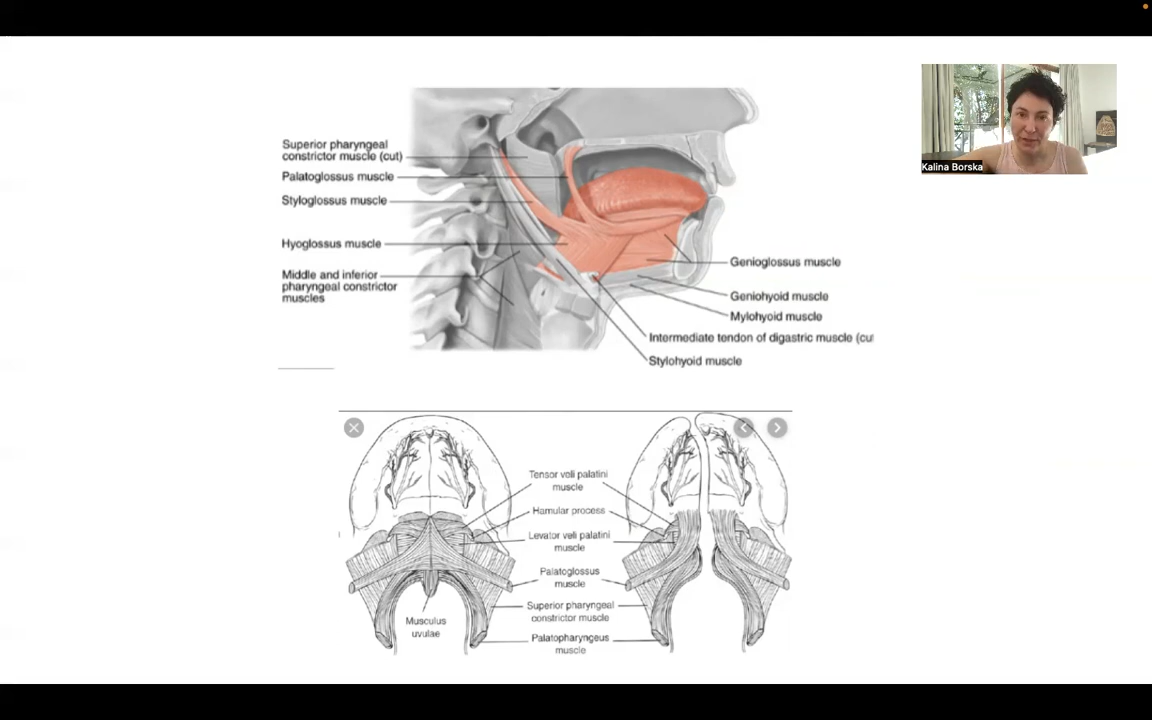 Superior pharyngeal
constrictor muscle (cut)
Palatoglossus muscle
Styloglossus muscle
Hyoglossus muscle
Middle and inferior
pharyngeal constrictor
muscles
Genioglossus muscle
Geniohyoid muscle
Mylohyoid muscle
Intermediate tendon of digastric muscle (cu
Stylohyoid muscle
Kalina Borska
Tensor veli palatini
muscle
Hamular process
Levator veli palatini
muscle
Palatoglossus
muscle
Superior pharyngeal
constrictor muscle
Musculus
uvulae
Palatopharyngeus
muscle